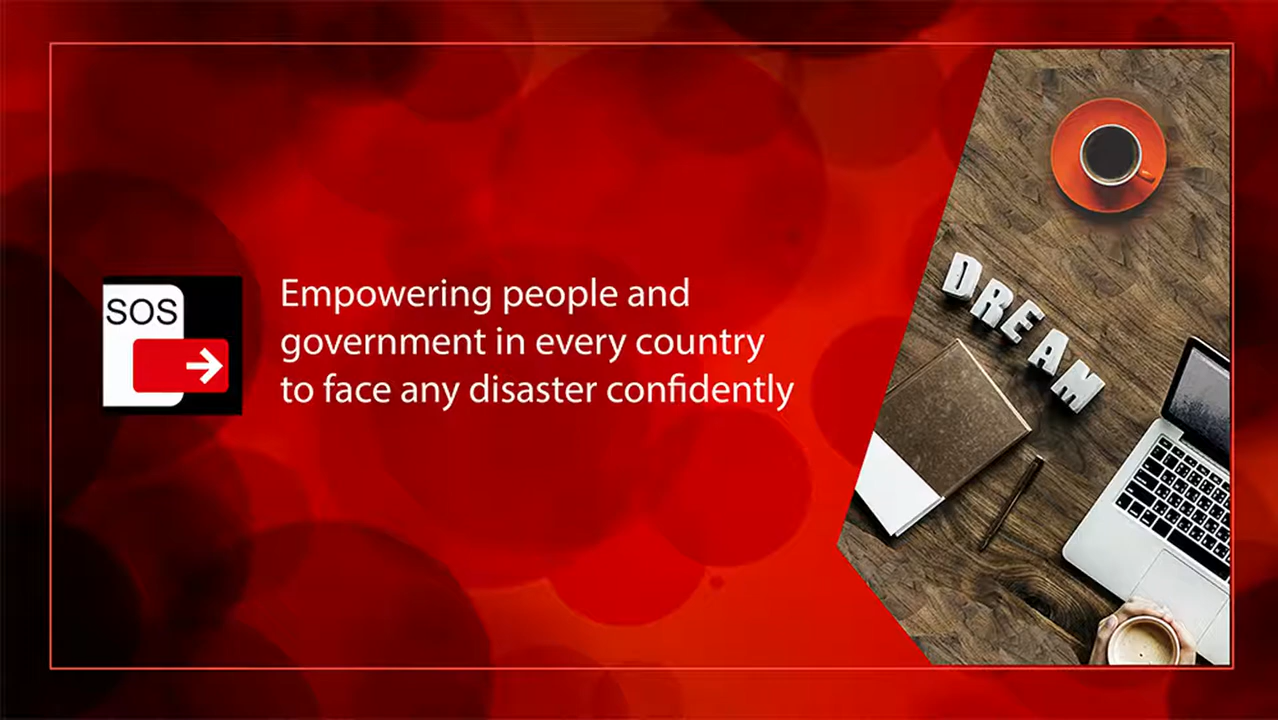 SOS
Empowering people and
government in every country
to face any disaster confidently
DREAM